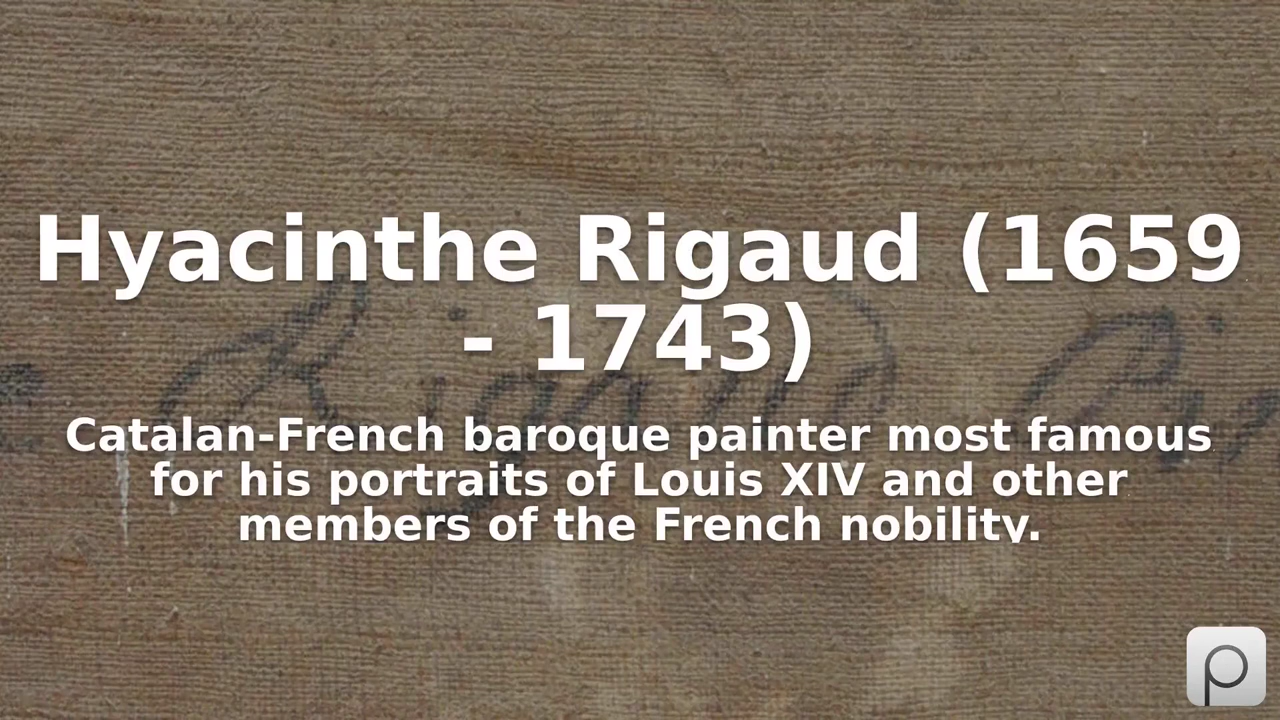 Hyacinthe Rigaud (1659
- 1743)
Rigaud
Catalan-French baroque painter most famous
for his portraits of Louis XIV and other
members of the French nobility.